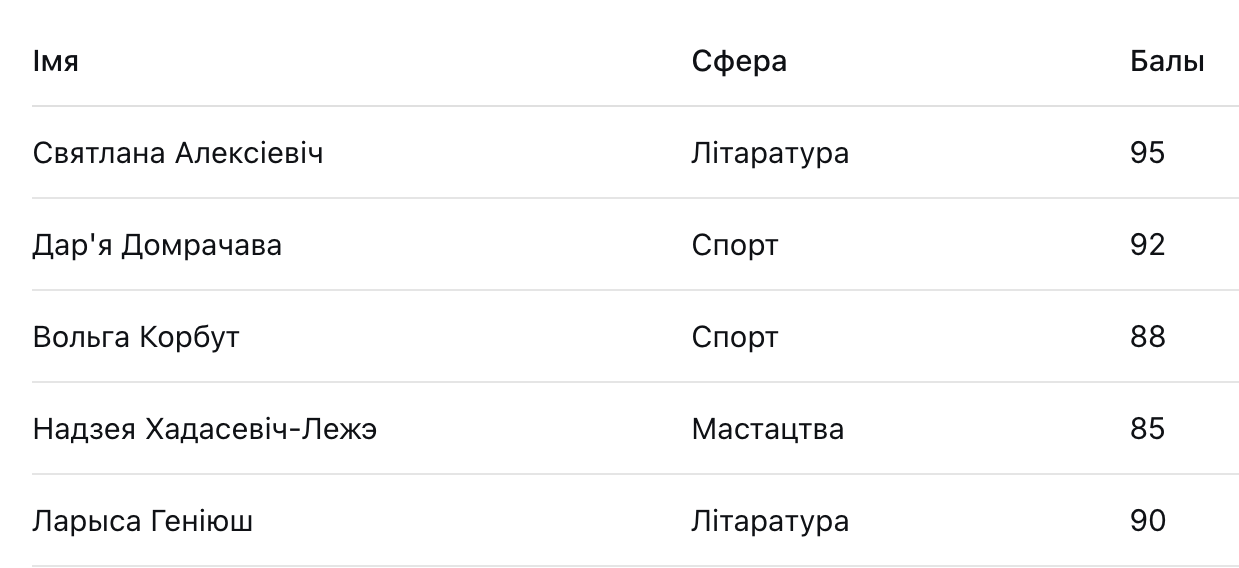 Імя Сфера Балы
Святлана Алексіевіч Літаратура 95
Дар'я Домрачава Спорт 92
Вольга Корбут Спорт 88
Надзея Хадасевіч-Лежэ Мастацтва 85
Ларыса Геніюш Літаратура 90